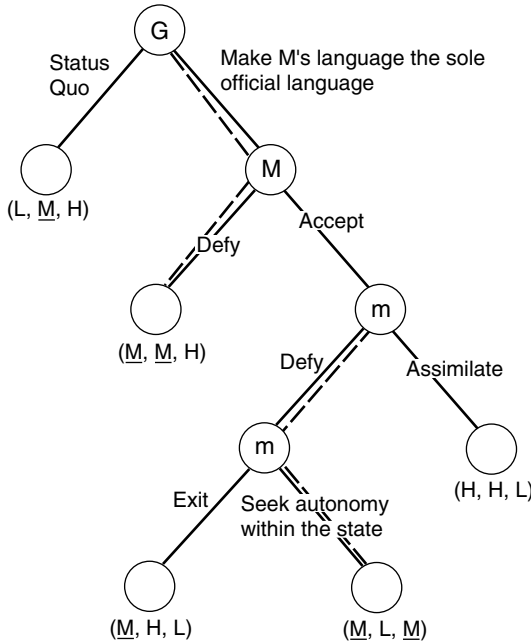 G
Status
Quo
Make M's language the sole
official language
M
(L, M, H)
Defy
Accept
m
(M, M, H)
Defy
Assimilate
m
(H, H, L)
Exit
Seek autonomy
within the state
(M, H, L)
(M, L, M)